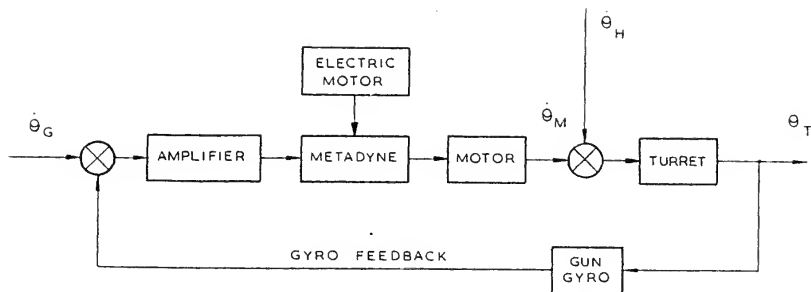 θ̇H
ELECTRIC
MOTOR
θ̇G
θ̇M
θT
AMPLIFIER
METADYNE
MOTOR
TURRET
GYRO FEEDBACK
GUN
GYRO